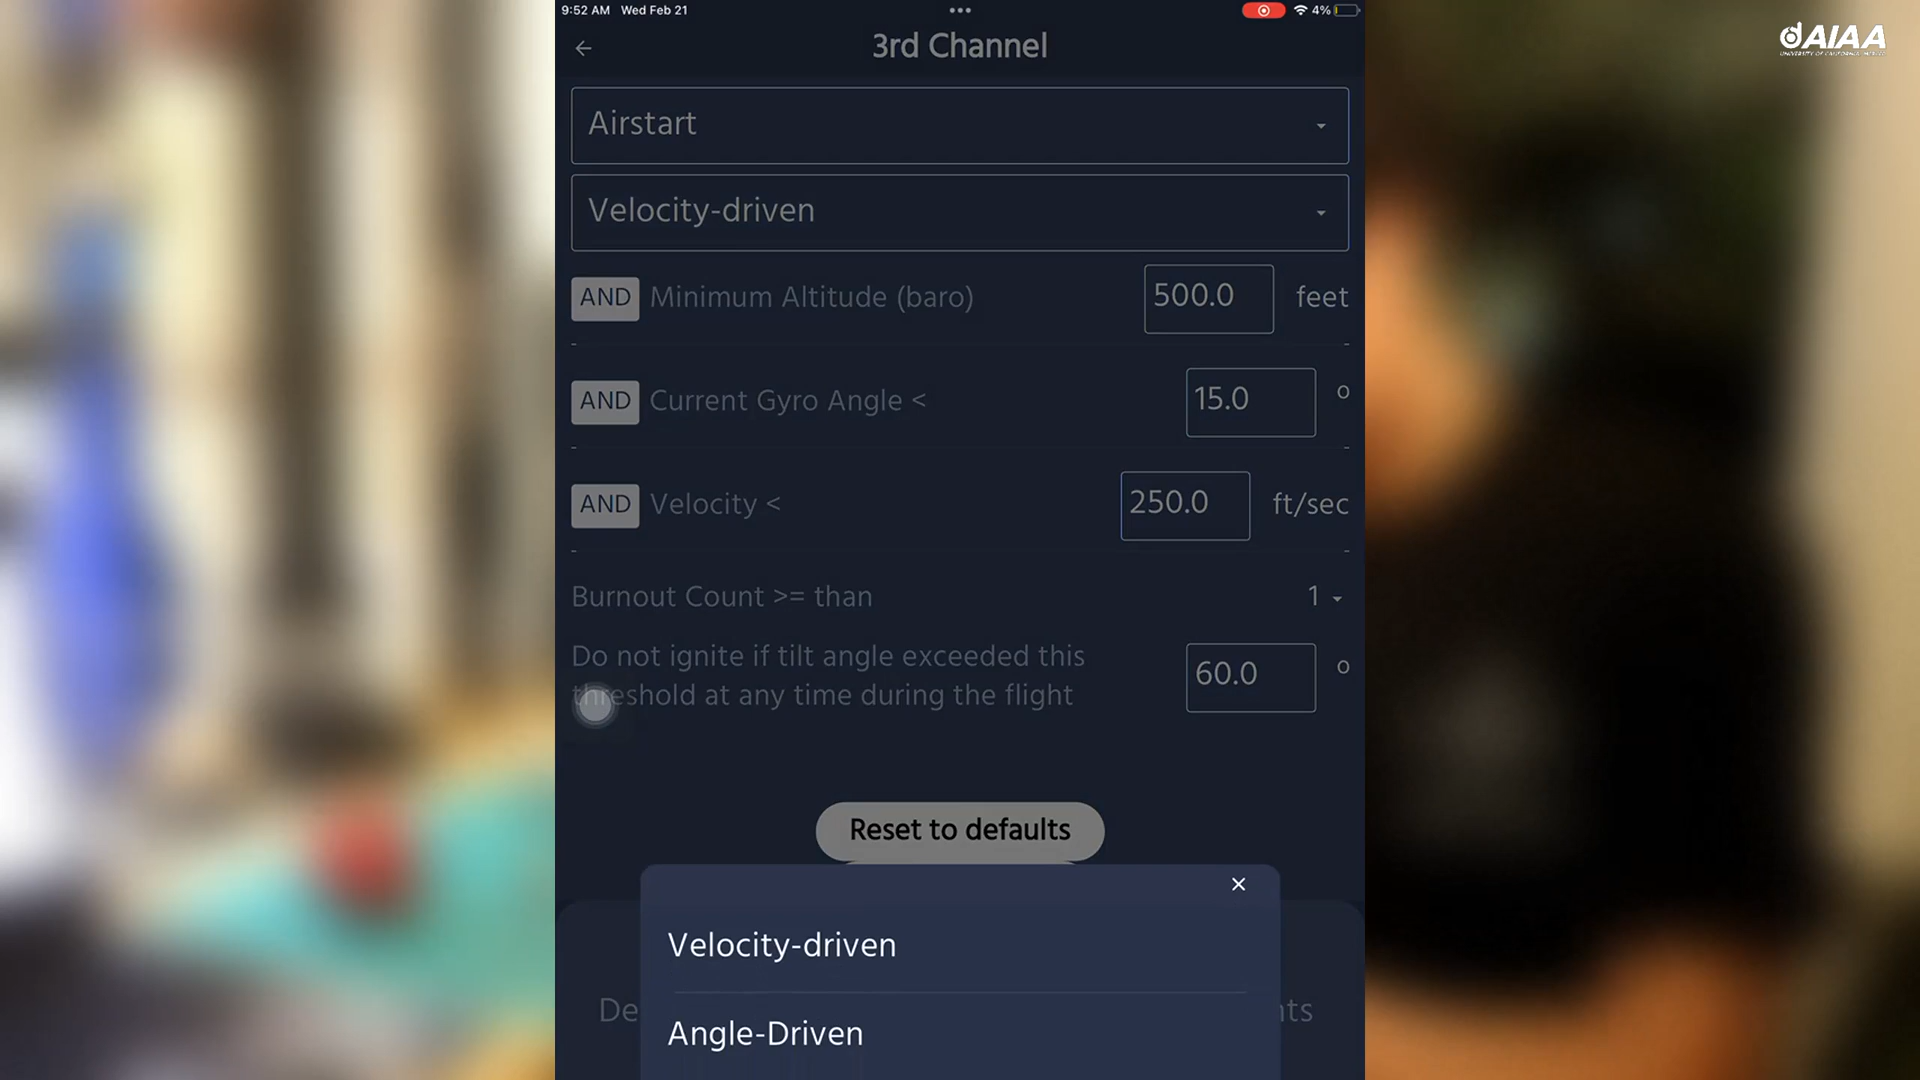 9:52 AM Wed Feb 21
4%
3rd Channel
AIAA
Airstart
Velocity-driven
AND Minimum Altitude (baro) 500.0 feet
AND Current Gyro Angle < 15.0 °
AND Velocity < 250.0 ft/sec
Burnout Count >= than 1
Do not ignite if tilt angle exceeded this
threshold at any time during the flight 60.0 °
Reset to defaults
Velocity-driven
De
nts
Angle-Driven